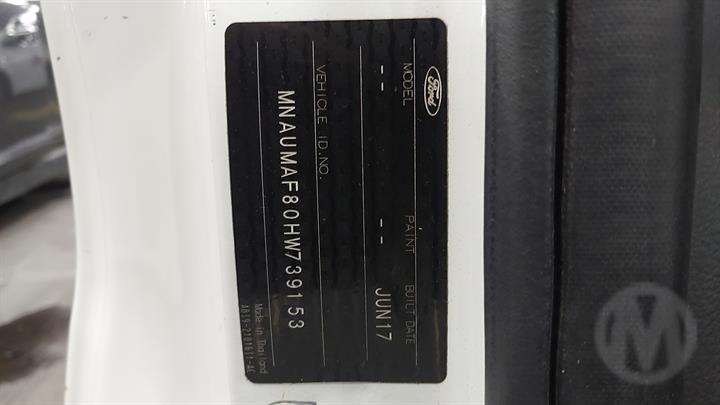 Ford
MODEL PAINT BUILT DATE
-- -- JUN17
VEHICLE ID.NO.
MNAUMAF80HW739153
Made in Thailand
M